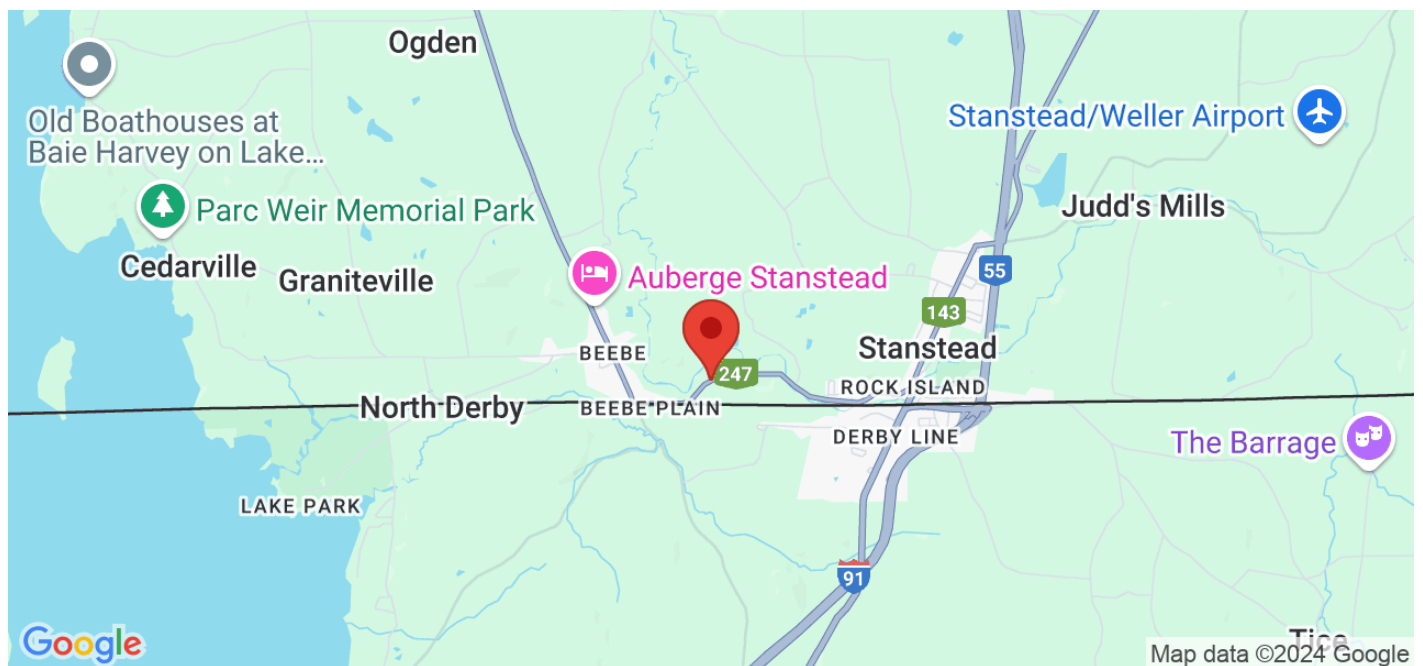 Ogden
Old Boathouses at
Baie Harvey on Lake...
Stanstead/Weller Airport
Parc Weir Memorial Park
Judd's Mills
Cedarville
Graniteville
Auberge Stanstead
55
143
Stanstead
BEEBE
247
ROCK ISLAND
North Derby
BEEBE PLAIN
DERBY LINE
The Barrage
LAKE PARK
91
Tice
Google
Map data ©2024 Google